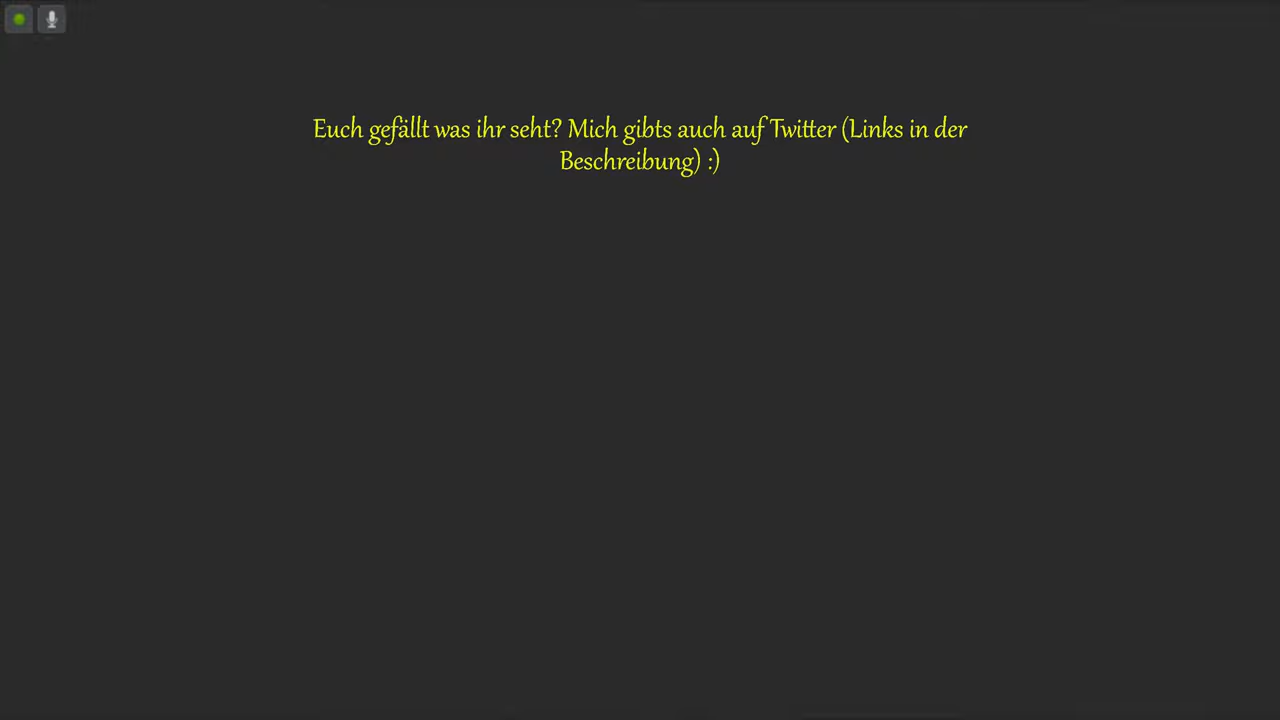 Euch gefällt was ihr seht? Mich gibts auch auf Twitter (Links in der
Beschreibung) :)